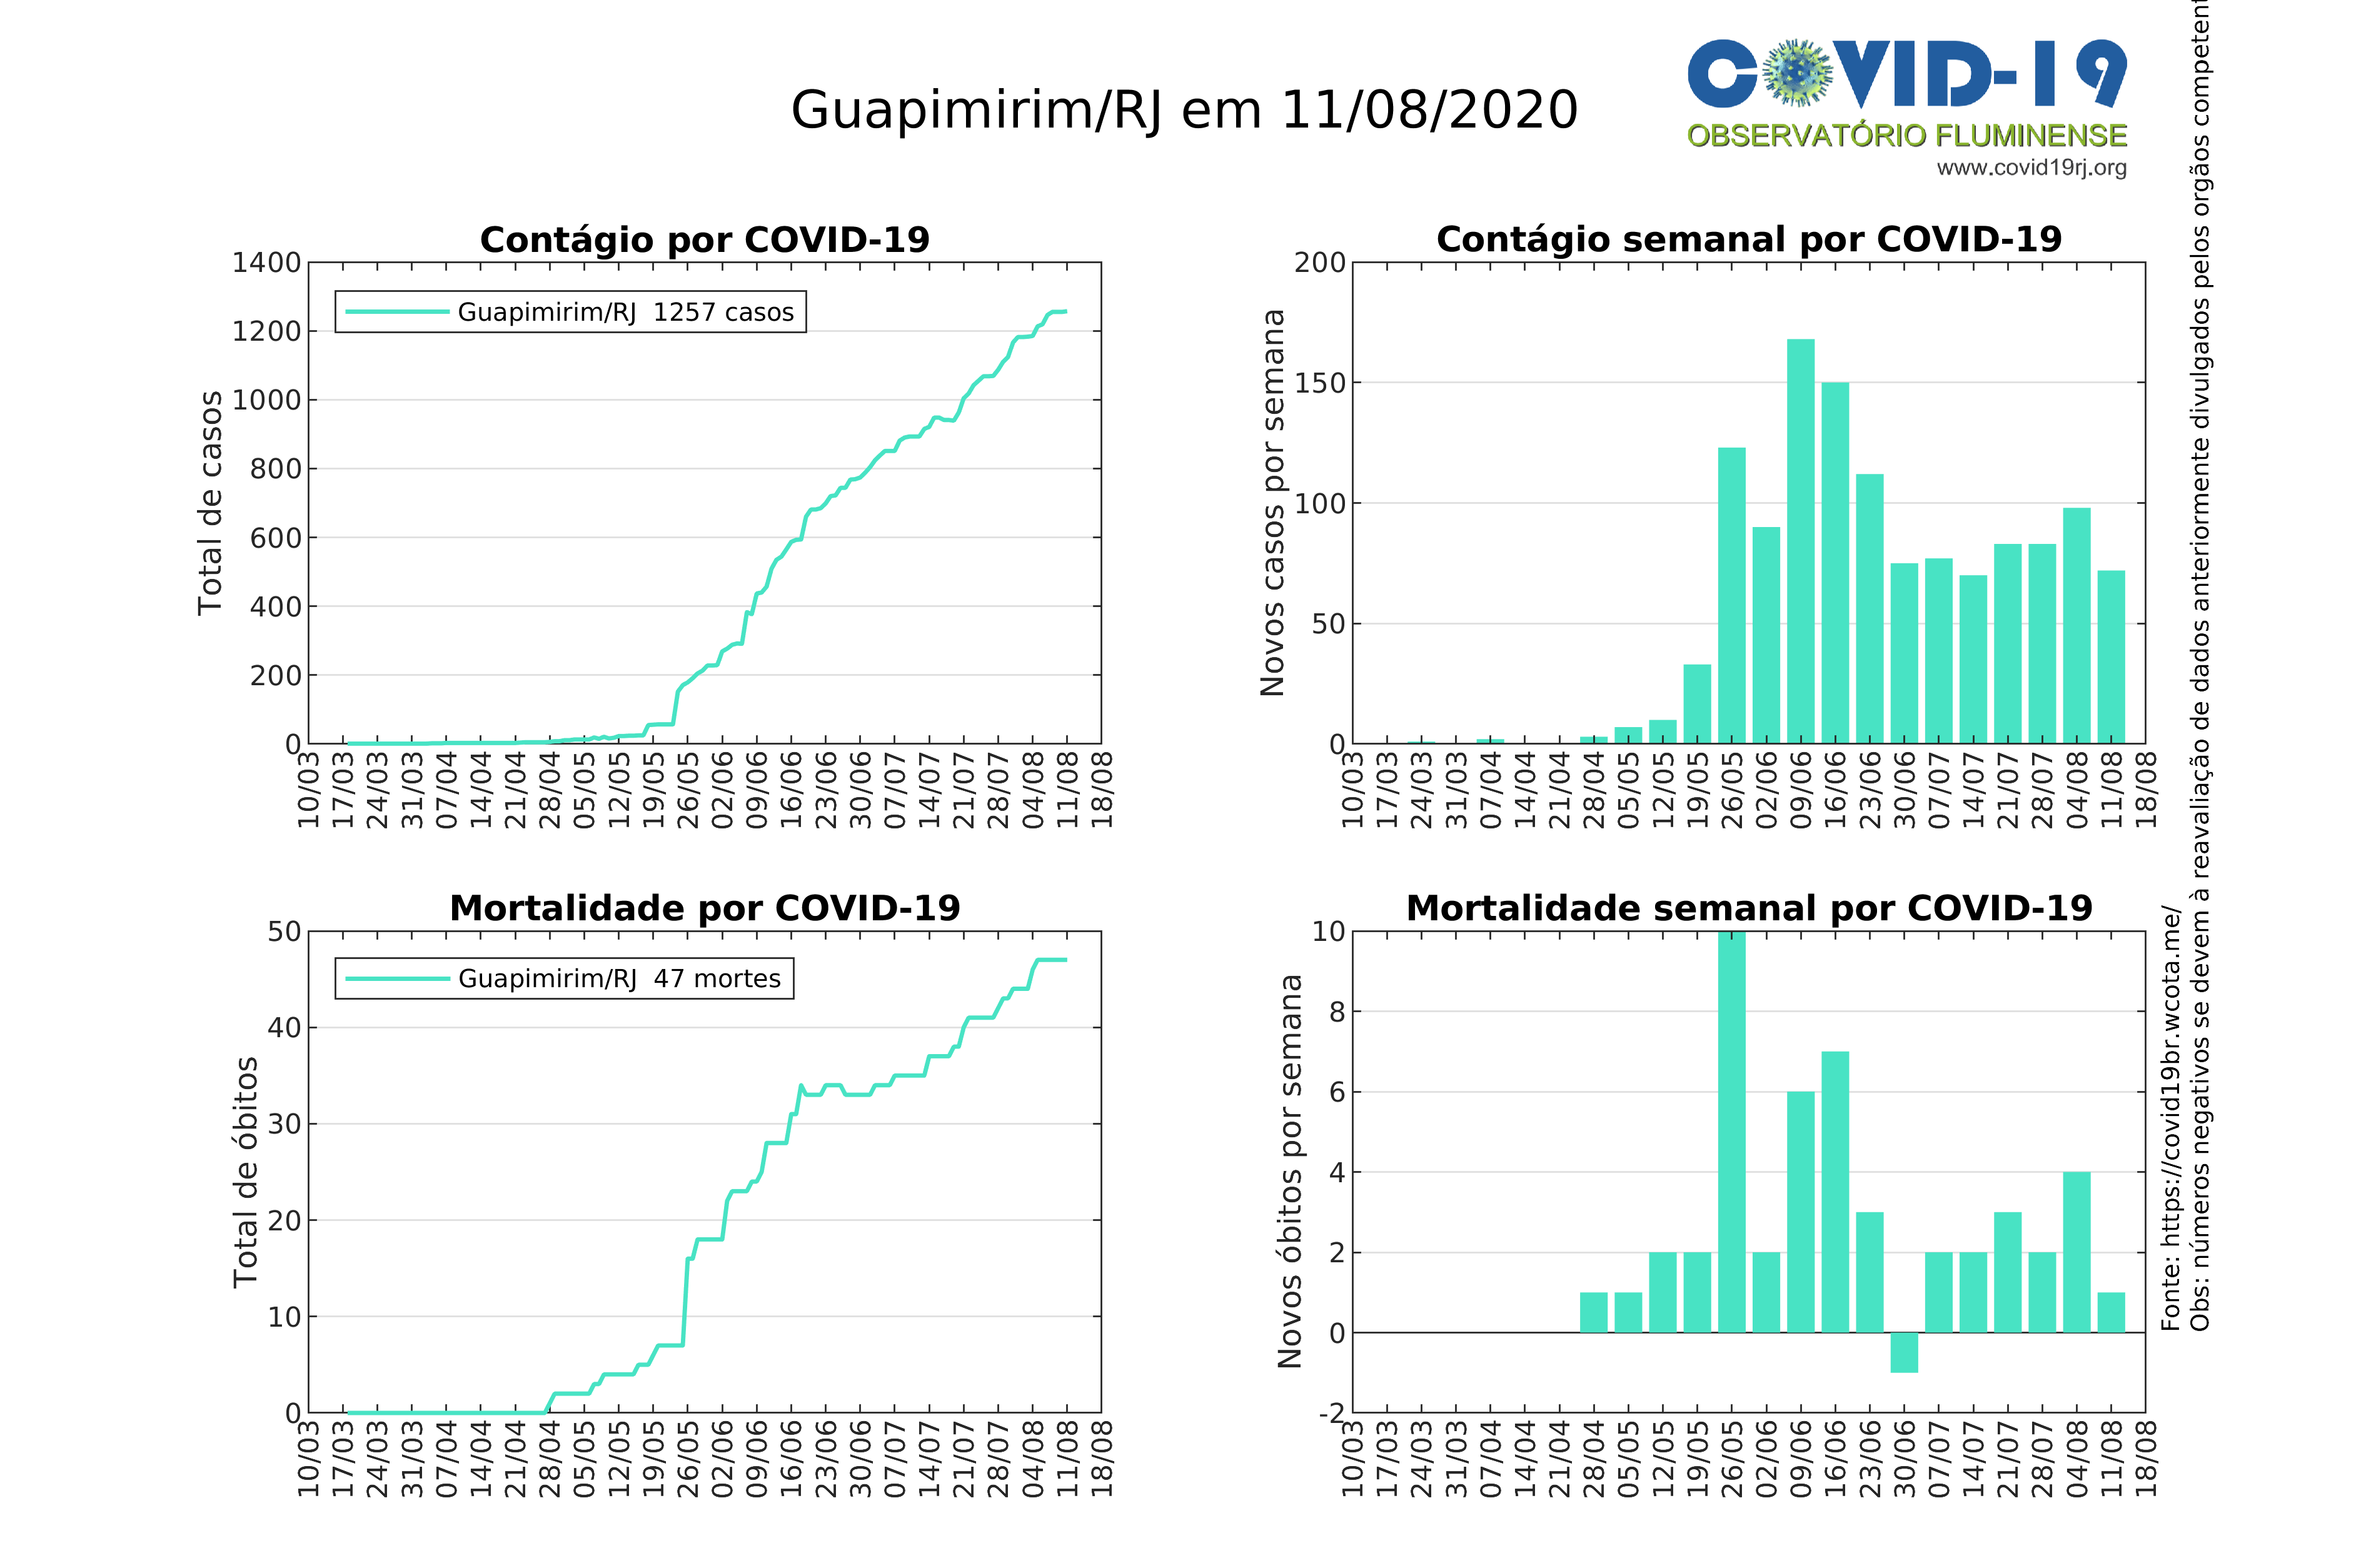 Guapimirim/RJ em 11/08/2020
COVID-19
OBSERVATÓRIO FLUMINENSE
www.covid19rj.org
Contágio por COVID-19
Total de casos
1400
1200
1000
800
600
400
200
0
Guapimirim/RJ 1257 casos
10/03 17/03 24/03 31/03 07/04 14/04 21/04 28/04 05/05 12/05 19/05 26/05 02/06 09/06 16/06 23/06 30/06 07/07 14/07 21/07 28/07 04/08 11/08 18/08
Contágio semanal por COVID-19
Novos casos por semana
200
150
100
50
0
10/03 17/03 24/03 31/03 07/04 14/04 21/04 28/04 05/05 12/05 19/05 26/05 02/06 09/06 16/06 23/06 30/06 07/07 14/07 21/07 28/07 04/08 11/08 18/08
Mortalidade por COVID-19
Total de óbitos
50
40
30
20
10
0
Guapimirim/RJ 47 mortes
10/03 17/03 24/03 31/03 07/04 14/04 21/04 28/04 05/05 12/05 19/05 26/05 02/06 09/06 16/06 23/06 30/06 07/07 14/07 21/07 28/07 04/08 11/08 18/08
Mortalidade semanal por COVID-19
Novos óbitos por semana
10
8
6
4
2
0
-2
10/03 17/03 24/03 31/03 07/04 14/04 21/04 28/04 05/05 12/05 19/05 26/05 02/06 09/06 16/06 23/06 30/06 07/07 14/07 21/07 28/07 04/08 11/08 18/08
Fonte: https://covid19br.wcota.me/
Obs: números negativos se devem à reavaliação de dados anteriormente divulgados pelos orgãos competent